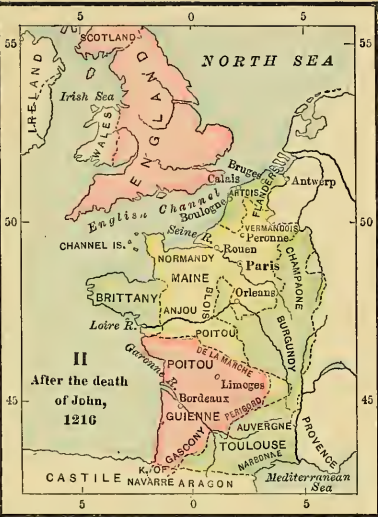 5 0 5
55 55
SCOTLAND
NORTH SEA
IRELAND
Irish Sea
WALES
ENGLAND
Bruges
Calais
Antwerp
English Channel
Boulogne
ARTOIS
FLANDERS
50 50
Seine R.
VERMANDOIS
Peronne
CHANNEL IS.
Rouen
NORMANDY
Paris
CHAMPAGNE
MAINE
BRITTANY
BLOIS
Orleans
ANJOU
Loire R.
POITOU
BURGUNDY
II
After the death
of John,
1216
Garonne R.
POITOU
DE LA MARCHE
Limoges
45 45
Bordeaux
GUIENNE
PERIGORD
AUVERGNE
GASCONY
TOULOUSE
PROVENCE
NARBONNE
K. OF
NAVARRE
CASTILE
ARAGON
Mediterranean
Sea
5 0 5